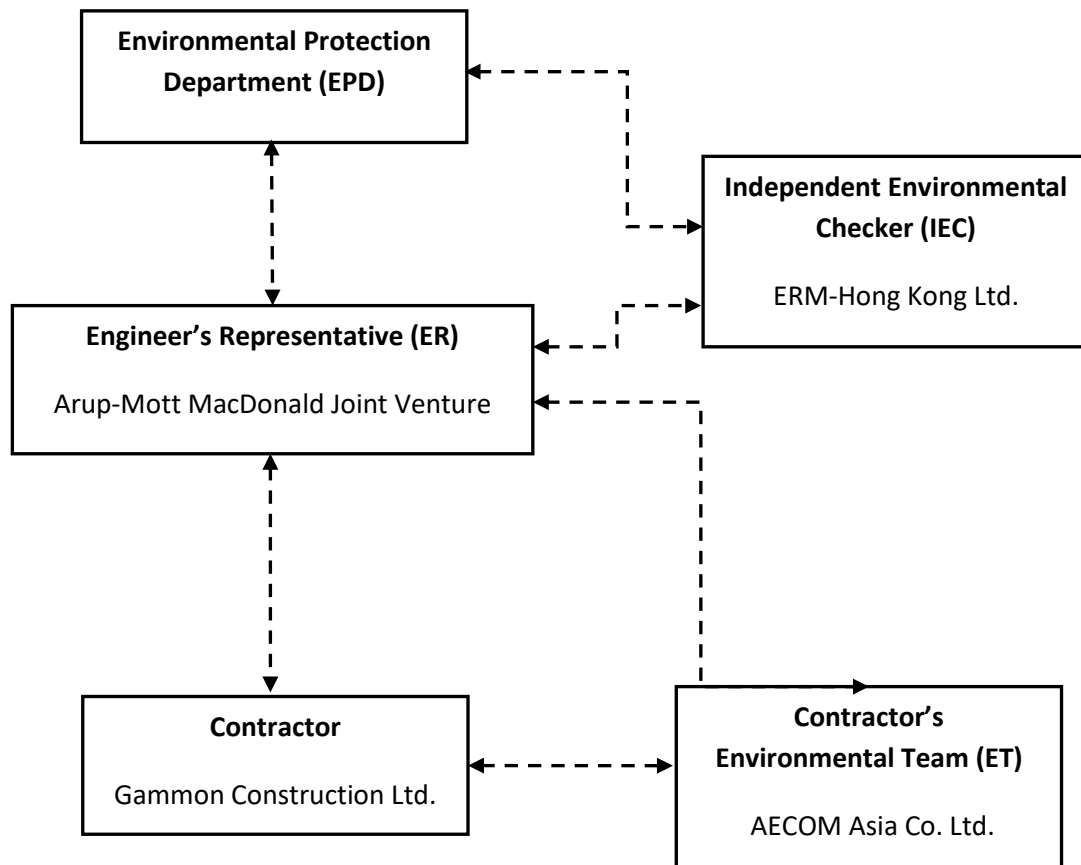 Environmental Protection
Department (EPD)
Independent Environmental
Checker (IEC)
ERM-Hong Kong Ltd.
Engineer’s Representative (ER)
Arup-Mott MacDonald Joint Venture
Contractor
Gammon Construction Ltd.
Contractor’s
Environmental Team (ET)
AECOM Asia Co. Ltd.